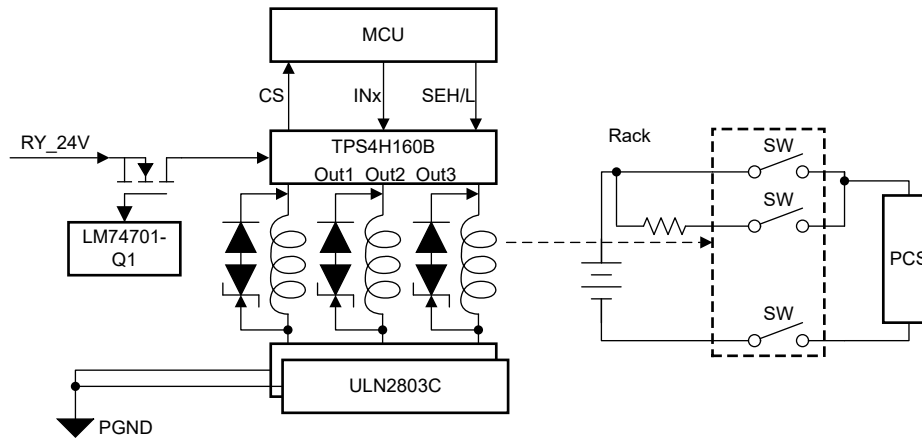 MCU
CS
INx
SEH/L
RY_24V
TPS4H160B
Out1 Out2 Out3
LM74701-
Q1
ULN2803C
PGND
Rack
SW
SW
PCS
SW